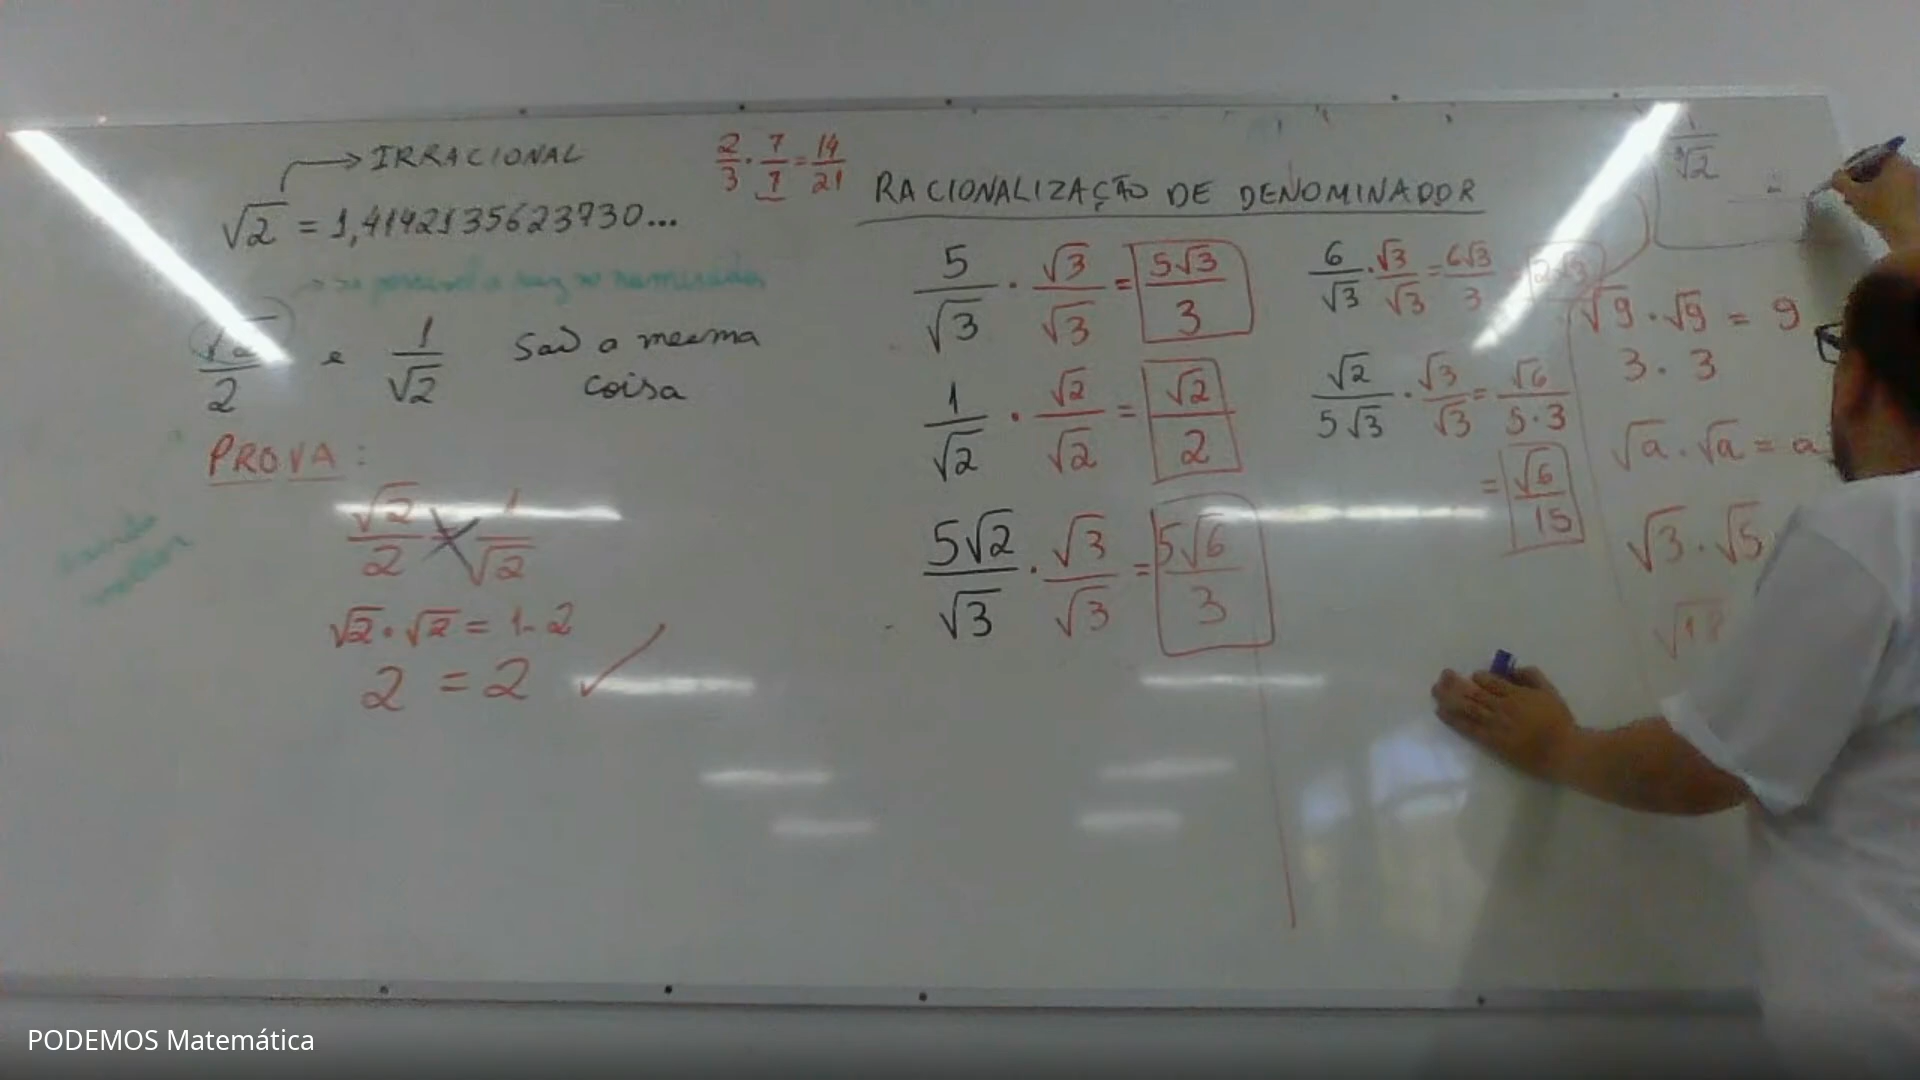 → IRRACIONAL
√2 = 1,4142135623730...
√2/2 e 1/√2 são a mesma
coisa
PROVA:
√2/2 1/√2
√2 · √2 = 1·2
2 = 2 ✓
2/3 · 7/7 = 14/21
RACIONALIZAÇÃO DE DENOMINADOR
5/√3 · √3/√3 = 5√3/3
1/√2 · √2/√2 = √2/2
5√2/√3 · √3/√3 = 5√6/3
6/√3 · √3/√3 = 6√3/3 = 2√3
√2/5√3 · √3/√3 = √6/5·3
= √6/15
√9 · √9 = 9
3 · 3
√a · √a = a
√3 · √5
PODEMOS Matemática